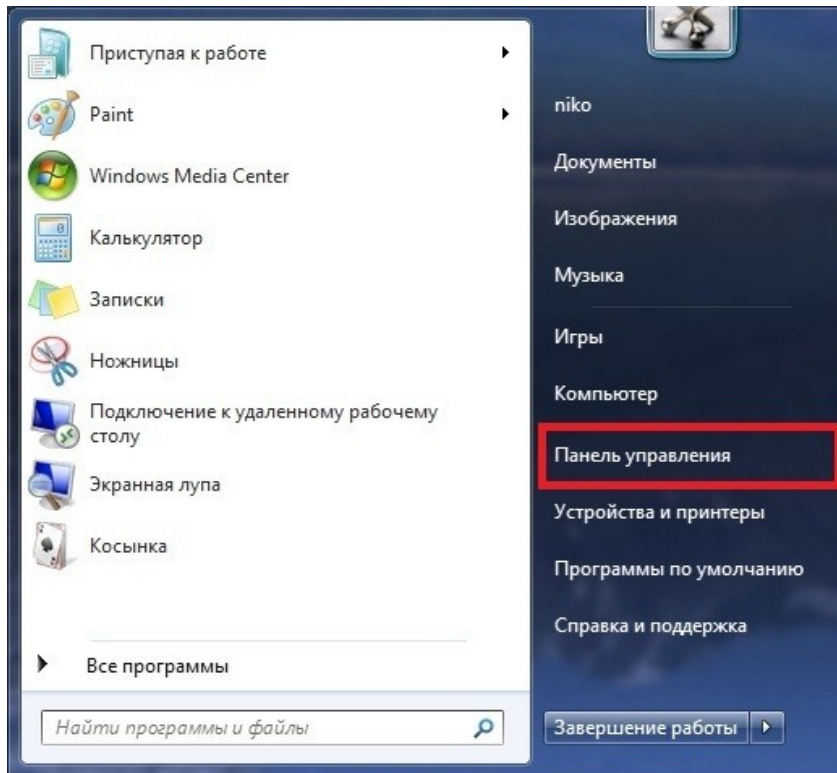 Приступая к работе
Paint
Windows Media Center
Калькулятор
Записки
Ножницы
Подключение к удаленному рабочему
столу
Экранная лупа
Косынка
Все программы
Найти программы и файлы
niko
Документы
Изображения
Музыка
Игры
Компьютер
Панель управления
Устройства и принтеры
Программы по умолчанию
Справка и поддержка
Завершение работы